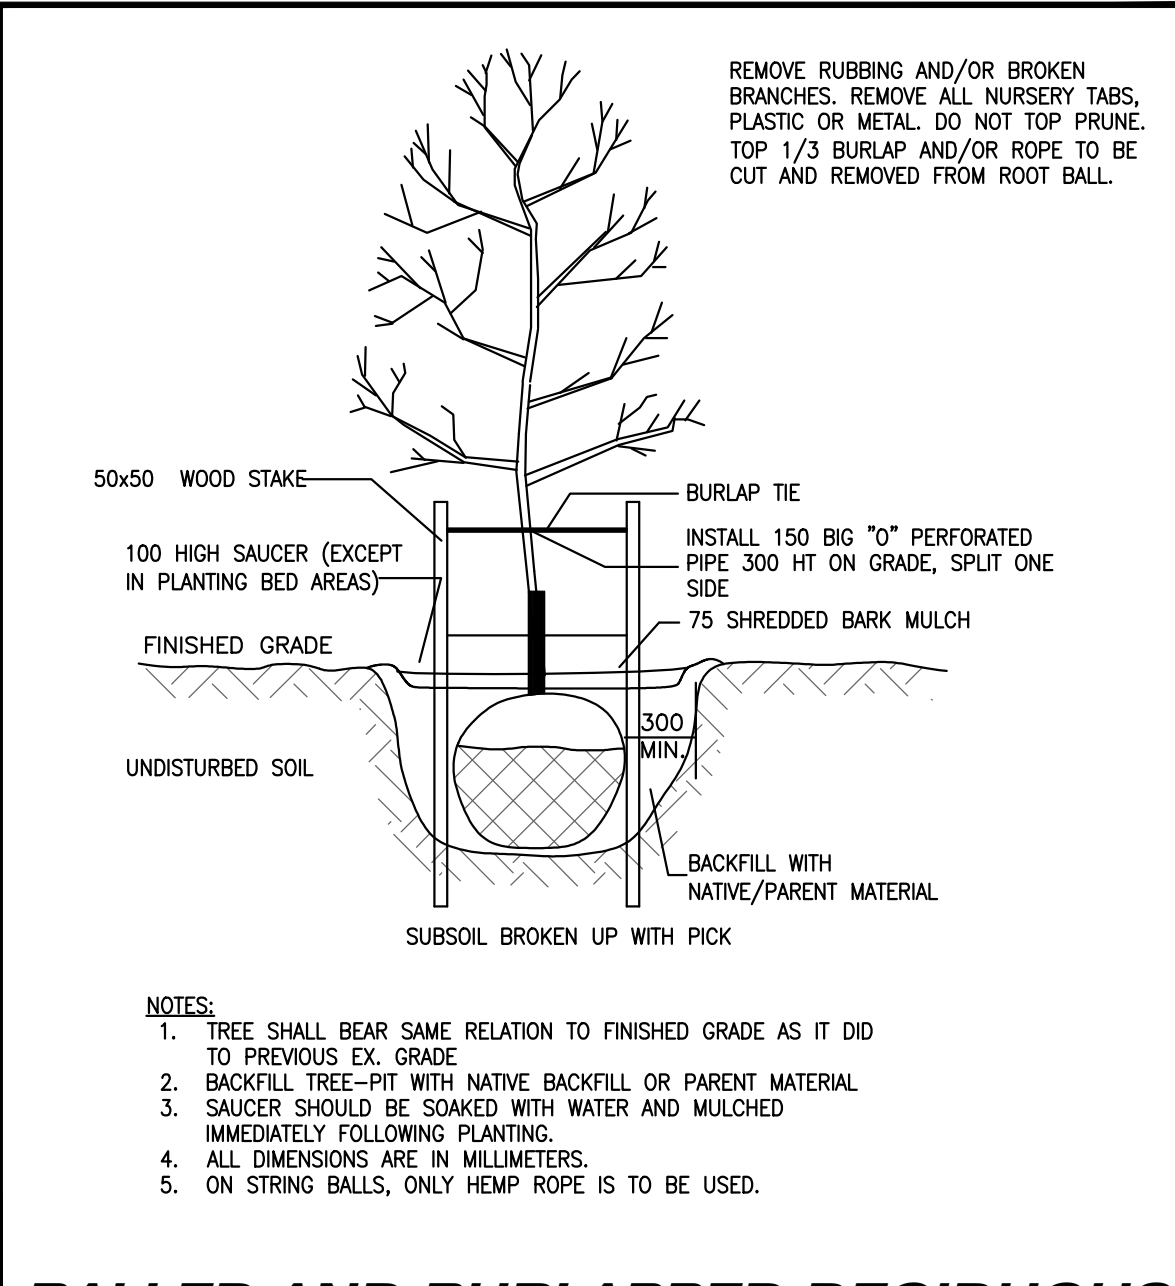 REMOVE RUBBING AND/OR BROKEN
BRANCHES. REMOVE ALL NURSERY TABS,
PLASTIC OR METAL. DO NOT TOP PRUNE.
TOP 1/3 BURLAP AND/OR ROPE TO BE
CUT AND REMOVED FROM ROOT BALL.
50x50 WOOD STAKE
BURLAP TIE
INSTALL 150 BIG "O" PERFORATED
PIPE 300 HT ON GRADE, SPLIT ONE
SIDE
100 HIGH SAUCER (EXCEPT
IN PLANTING BED AREAS)
75 SHREDDED BARK MULCH
FINISHED GRADE
300
MIN.
UNDISTURBED SOIL
BACKFILL WITH
NATIVE/PARENT MATERIAL
SUBSOIL BROKEN UP WITH PICK
NOTES:
1. TREE SHALL BEAR SAME RELATION TO FINISHED GRADE AS IT DID
TO PREVIOUS EX. GRADE
2. BACKFILL TREE-PIT WITH NATIVE BACKFILL OR PARENT MATERIAL
3. SAUCER SHOULD BE SOAKED WITH WATER AND MULCHED
IMMEDIATELY FOLLOWING PLANTING.
4. ALL DIMENSIONS ARE IN MILLIMETERS.
5. ON STRING BALLS, ONLY HEMP ROPE IS TO BE USED.
BALLED AND BURLAPPED DECIDUOUS